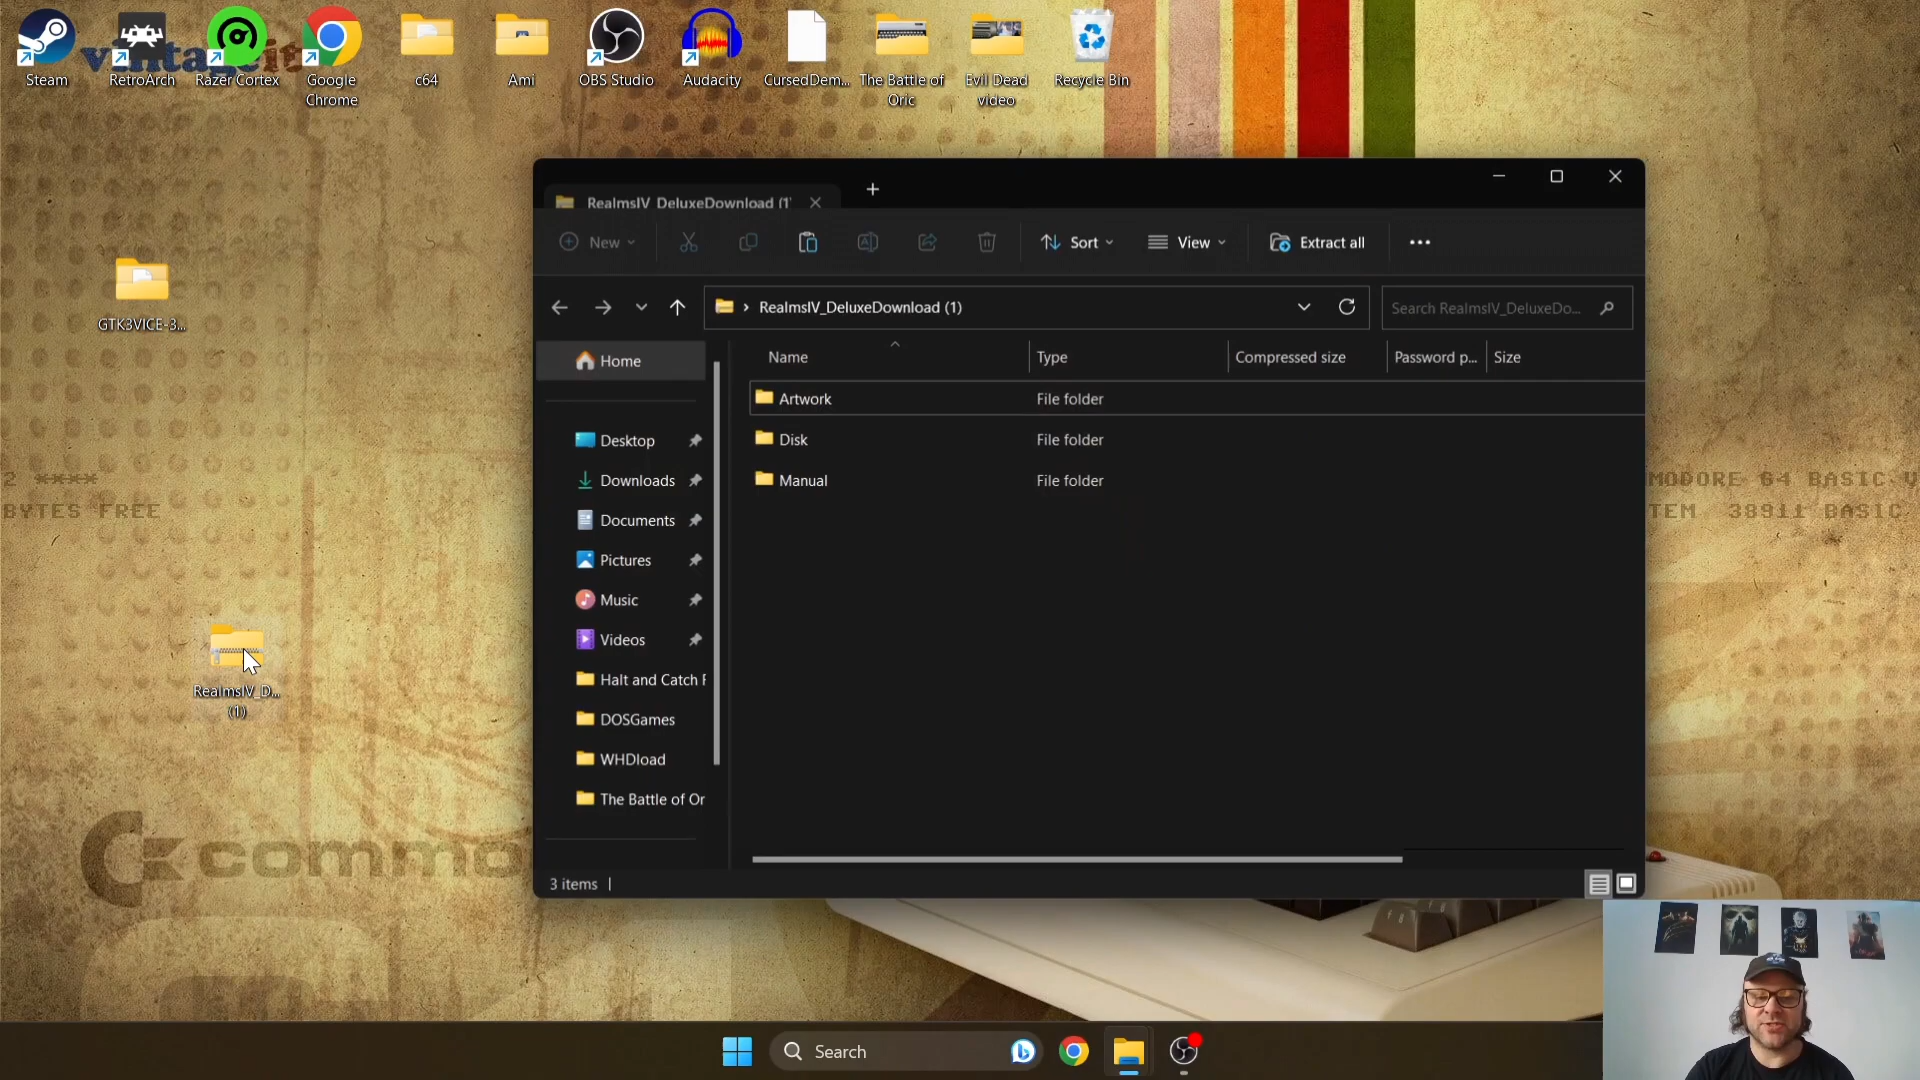 vintage is
Steam
RetroArch
Razer Cortex
Google
Chrome
c64
Ami
OBS Studio
Audacity
CursedDem...
The Battle of
Oric
Evil Dead
video
Recycle Bin
GTK3VICE-3...
RealmsIV_D...
(1)
2 ****
BYTES FREE
MODORE 64 BASIC V
TEM 38911 BASIC
commo
RealmsIV_DeluxeDownload (1)
New
Sort
View
Extract all
RealmsIV_DeluxeDownload (1)
Search RealmsIV_DeluxeDo...
Name
Type
Compressed size
Password p...
Size
Home
Artwork
File folder
Disk
File folder
Manual
File folder
Desktop
Downloads
Documents
Pictures
Music
Videos
Halt and Catch F
DOSGames
WHDload
The Battle of Or
3 items
Search